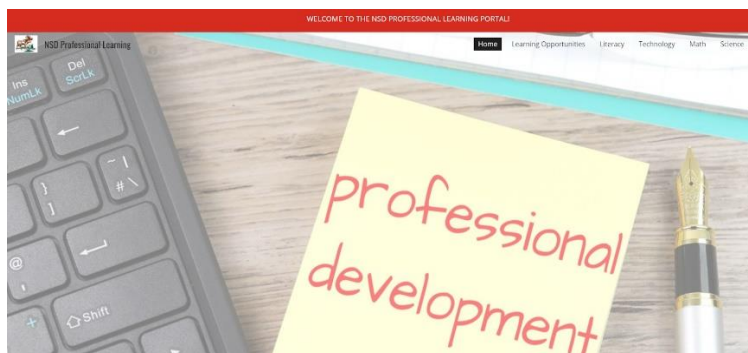 WELCOME TO THE NSD PROFESSIONAL LEARNING PORTAL!
NSD Professional Learning
Home Learning Opportunities Literacy Technology Math Science
Del
ScrLk
Ins
NumLk
professional
development
Shift